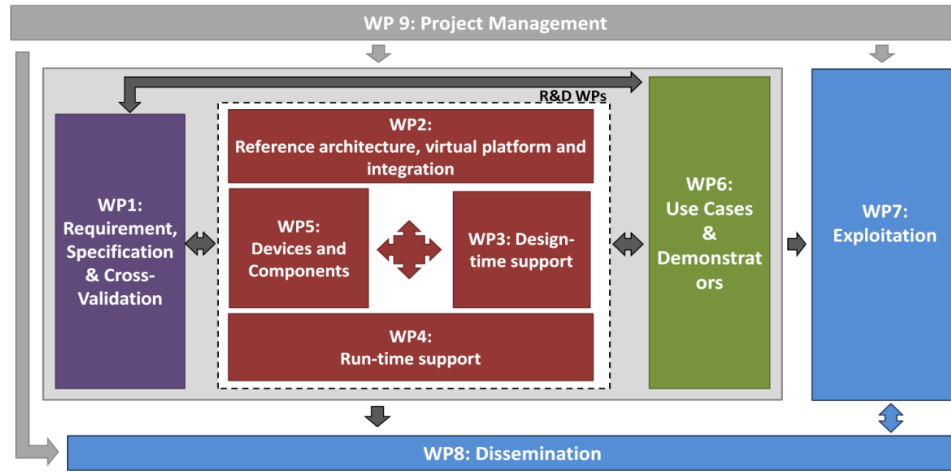 WP 9: Project Management
R&D WPs
WP1:
Requirement,
Specification
& Cross-
Validation
WP2:
Reference architecture, virtual platform and
integration
WP5:
Devices and
Components
WP3: Design-
time support
WP4:
Run-time support
WP6:
Use Cases
&
Demonstrat
ors
WP7:
Exploitation
WP8: Dissemination